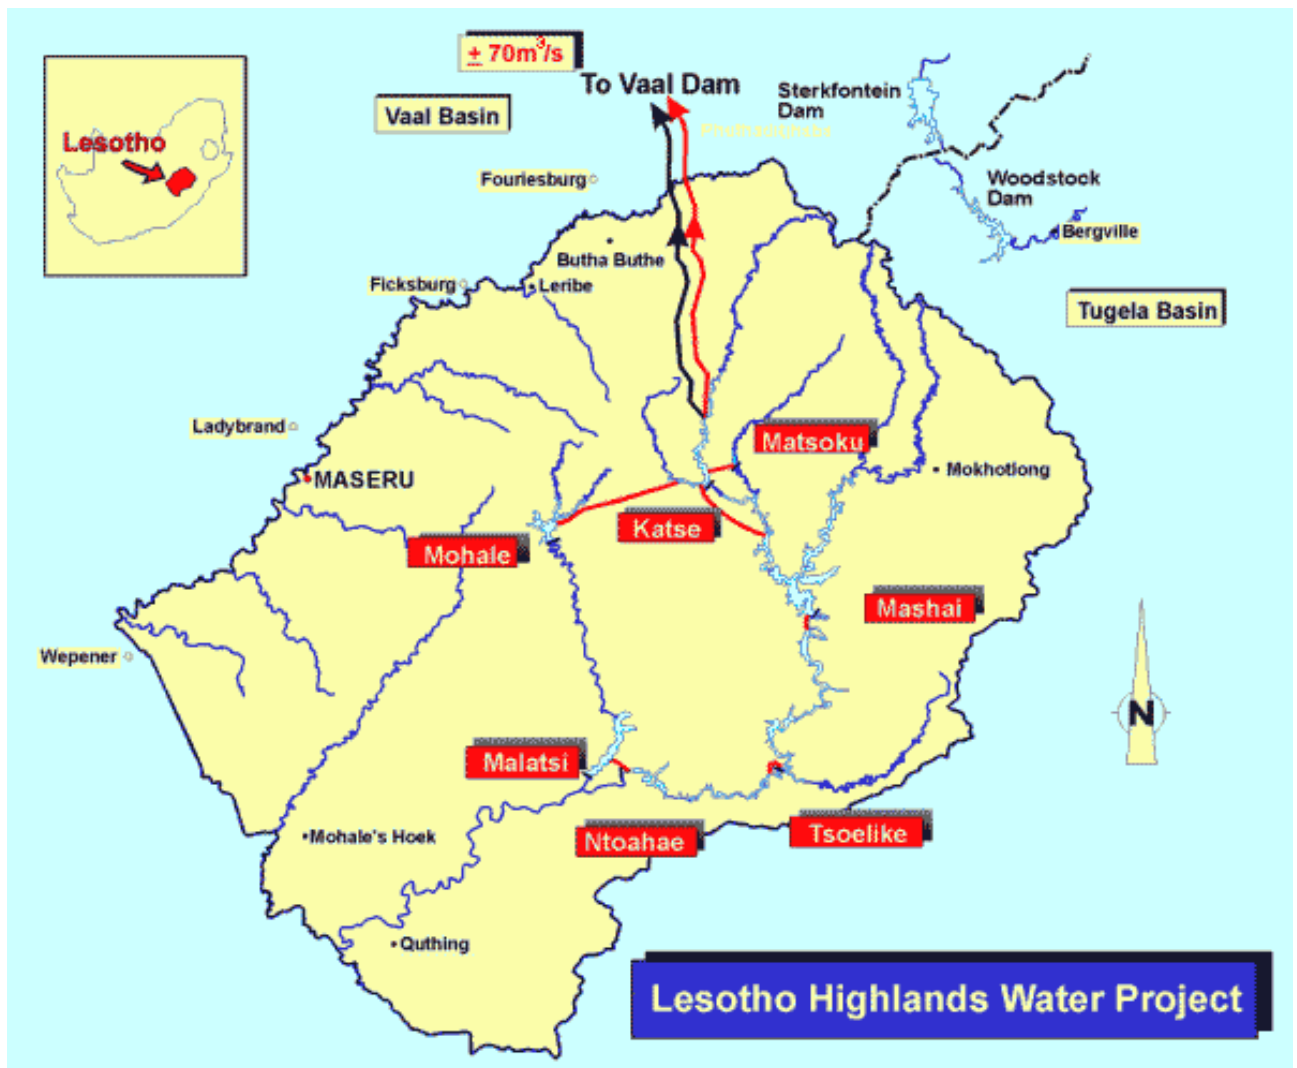 ± 70m³/s
To Vaal Dam
Vaal Basin
Sterkfontein
Dam
Lesotho
Fouriesburg
Woodstock
Dam
Bergville
Butha Buthe
Ficksburg
Leribe
Tugela Basin
Ladybrand
Matsoku
Mokhotlong
MASERU
Katse
Mohale
Mashai
Wepener
N
Malatsi
Mohale's Hoek
Ntoahae
Tsoelike
Quthing
Lesotho Highlands Water Project